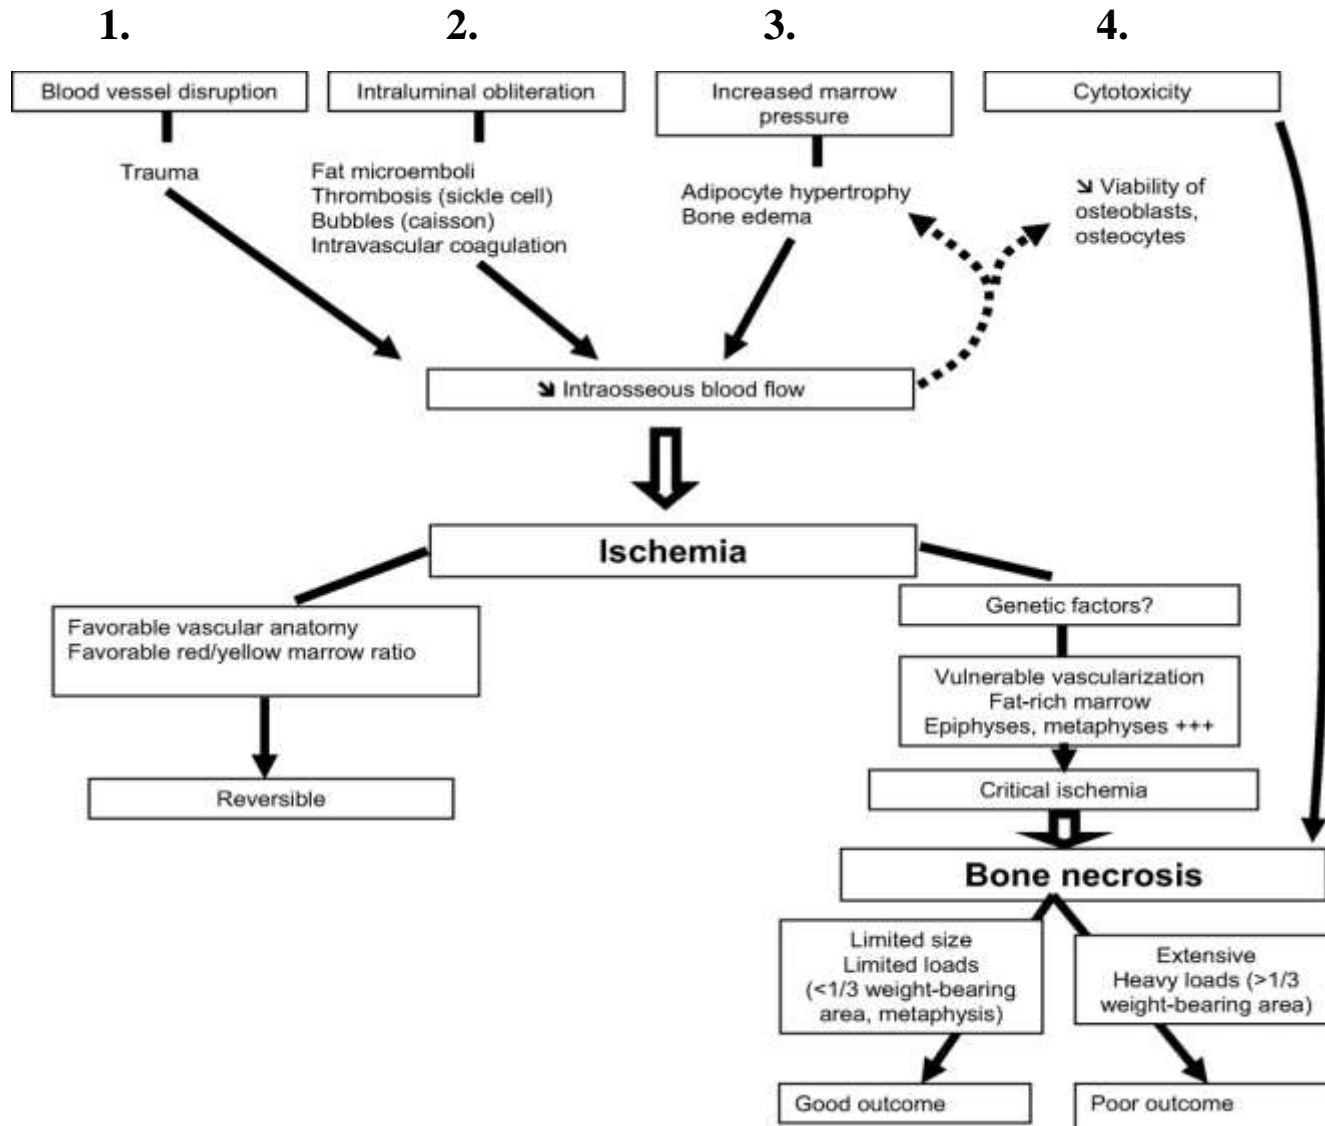 1.
2.
3.
4.
Blood vessel disruption
Intraluminal obliteration
Increased marrow
pressure
Cytotoxicity
Trauma
Fat microemboli
Thrombosis (sickle cell)
Bubbles (caisson)
Intravascular coagulation
Adipocyte hypertrophy
Bone edema
↘ Viability of
osteoblasts,
osteocytes
↘ Intraosseous blood flow
Ischemia
Favorable vascular anatomy
Favorable red/yellow marrow ratio
Reversible
Genetic factors?
Vulnerable vascularization
Fat-rich marrow
Epiphyses, metaphyses +++
Critical ischemia
Bone necrosis
Limited size
Limited loads
(<1/3 weight-bearing
area, metaphysis)
Extensive
Heavy loads (>1/3
weight-bearing area)
Good outcome
Poor outcome